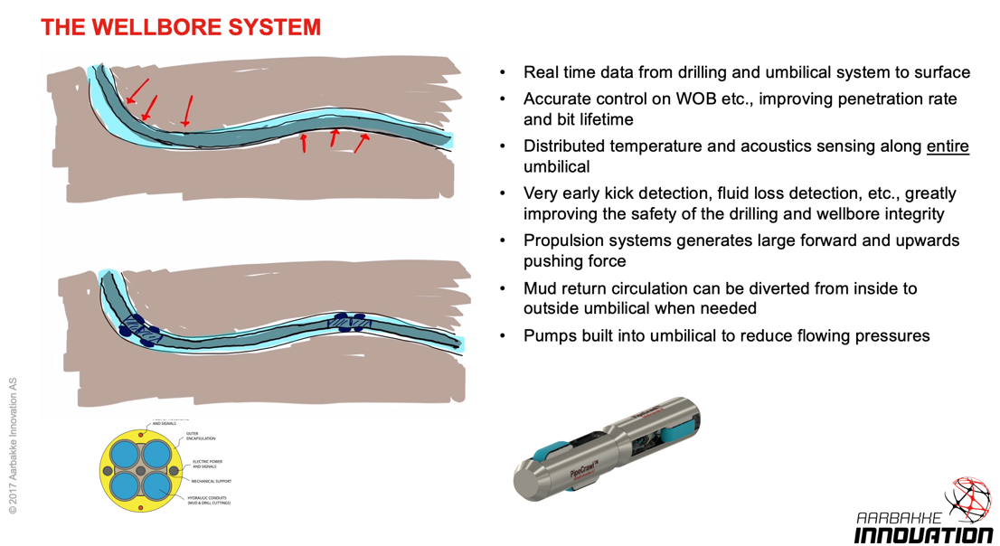 THE WELLBORE SYSTEM
• Real time data from drilling and umbilical system to surface
• Accurate control on WOB etc., improving penetration rate
and bit lifetime
• Distributed temperature and acoustics sensing along entire
umbilical
• Very early kick detection, fluid loss detection, etc., greatly
improving the safety of the drilling and wellbore integrity
• Propulsion systems generates large forward and upwards
pushing force
• Mud return circulation can be diverted from inside to
outside umbilical when needed
• Pumps built into umbilical to reduce flowing pressures
AND SIGNALS
OUTER
ENCAPSULATION
ELECTRIC POWER
AND SIGNALS
MECHANICAL SUPPORT
HYDRAULIC CONDUITS
(MUD & DRILL CUTTINGS)
PipeCrawl™
PipeCrawl
© 2017 Aarbakke Innovation AS
AARBAKKE
INNOVATION